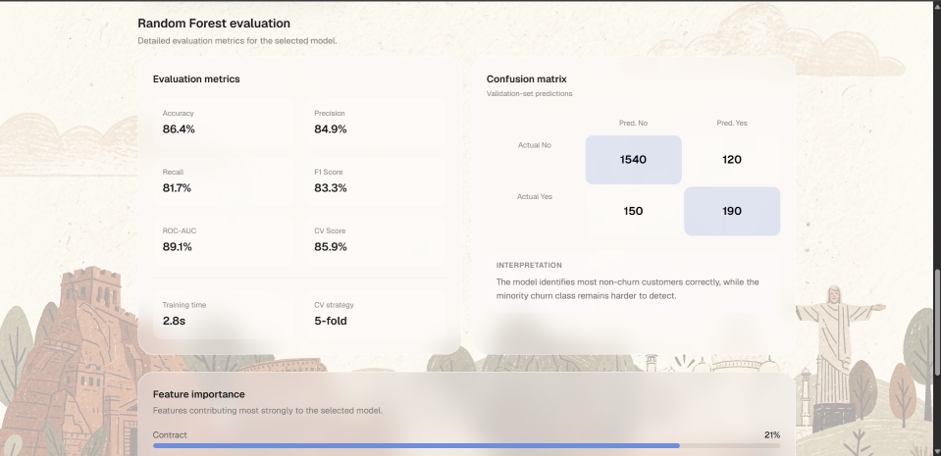 Random Forest evaluation
Detailed evaluation metrics for the selected model.
Evaluation metrics
Accuracy
86.4%
Precision
84.9%
Recall
81.7%
F1 Score
83.3%
ROC-AUC
89.1%
CV Score
85.9%
Training time
2.8s
CV strategy
5-fold
Confusion matrix
Validation-set predictions
Pred. No Pred. Yes
Actual No 1540 120
Actual Yes 150 190
INTERPRETATION
The model identifies most non-churn customers correctly, while the
minority churn class remains harder to detect.
Feature importance
Features contributing most strongly to the selected model.
Contract 21%